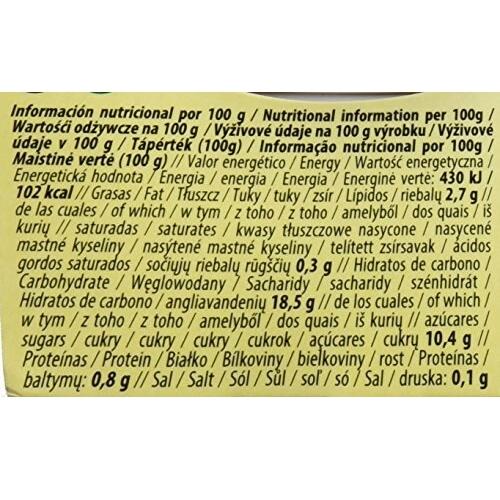 Información nutricional por 100 g / Nutritional information per 100g /
Wartośći odżywcze na 100 g / Výživové údaje na 100 g výrobku / Výživové
údaje v 100 g / Tápérték (100g) / Informação nutricional por 100g /
Maistinė vertė (100 g) // Valor energético / Energy / Wartość energetyczna /
Energetická hodnota / Energia / energia / Energia / Energinė vertė: 430 kJ /
102 kcal // Grasas / Fat / Tłuszcz / Tuky / tuky / zsír / Lípidos / riebalų 2,7 g //
de las cuales / of which / w tym / z toho / z toho / amelyből / dos quais / iš
kurių // saturadas / saturates / kwasy tłuszczowe nasycone / nasycené
mastné kyseliny / nasýtené mastné kyseliny / telített zsírsavak / ácidos
gordos saturados / sočiųjų riebalų rūgščių 0,3 g // Hidratos de carbono /
Carbohydrate / Węglowodany / Sacharidy / sacharidy / szénhidrát /
Hidratos de carbono / angliavandenių 18,5 g // de los cuales / of which /
w tym / z toho / z toho / amelyből / dos quais / iš kurių // azúcares /
sugars / cukry / cukry / cukry / cukrok / açúcares / cukrų 10,4 g //
Proteínas / Protein / Białko / Bílkoviny / bielkoviny / rost / Proteínas /
baltymų: 0,8 g // Sal / Salt / Sól / Sůl / soľ / só / Sal / druska: 0,1 g